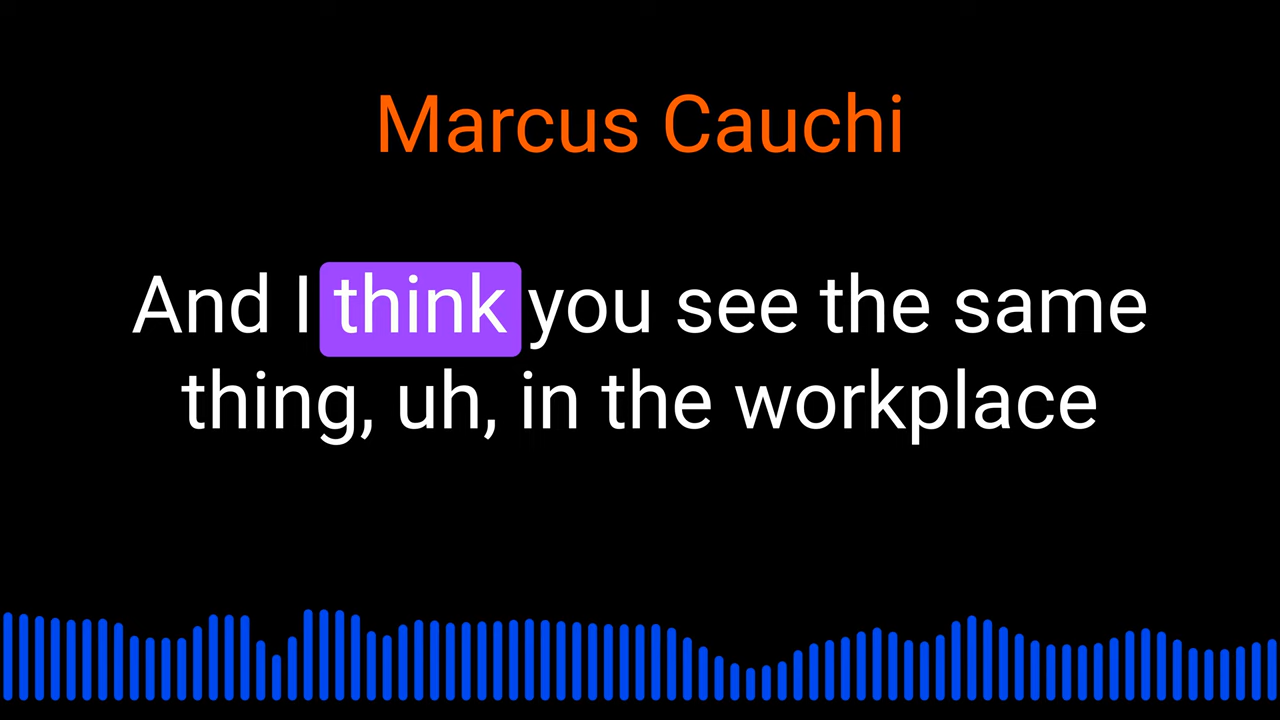 Marcus Cauchi
And I think you see the same
thing, uh, in the workplace